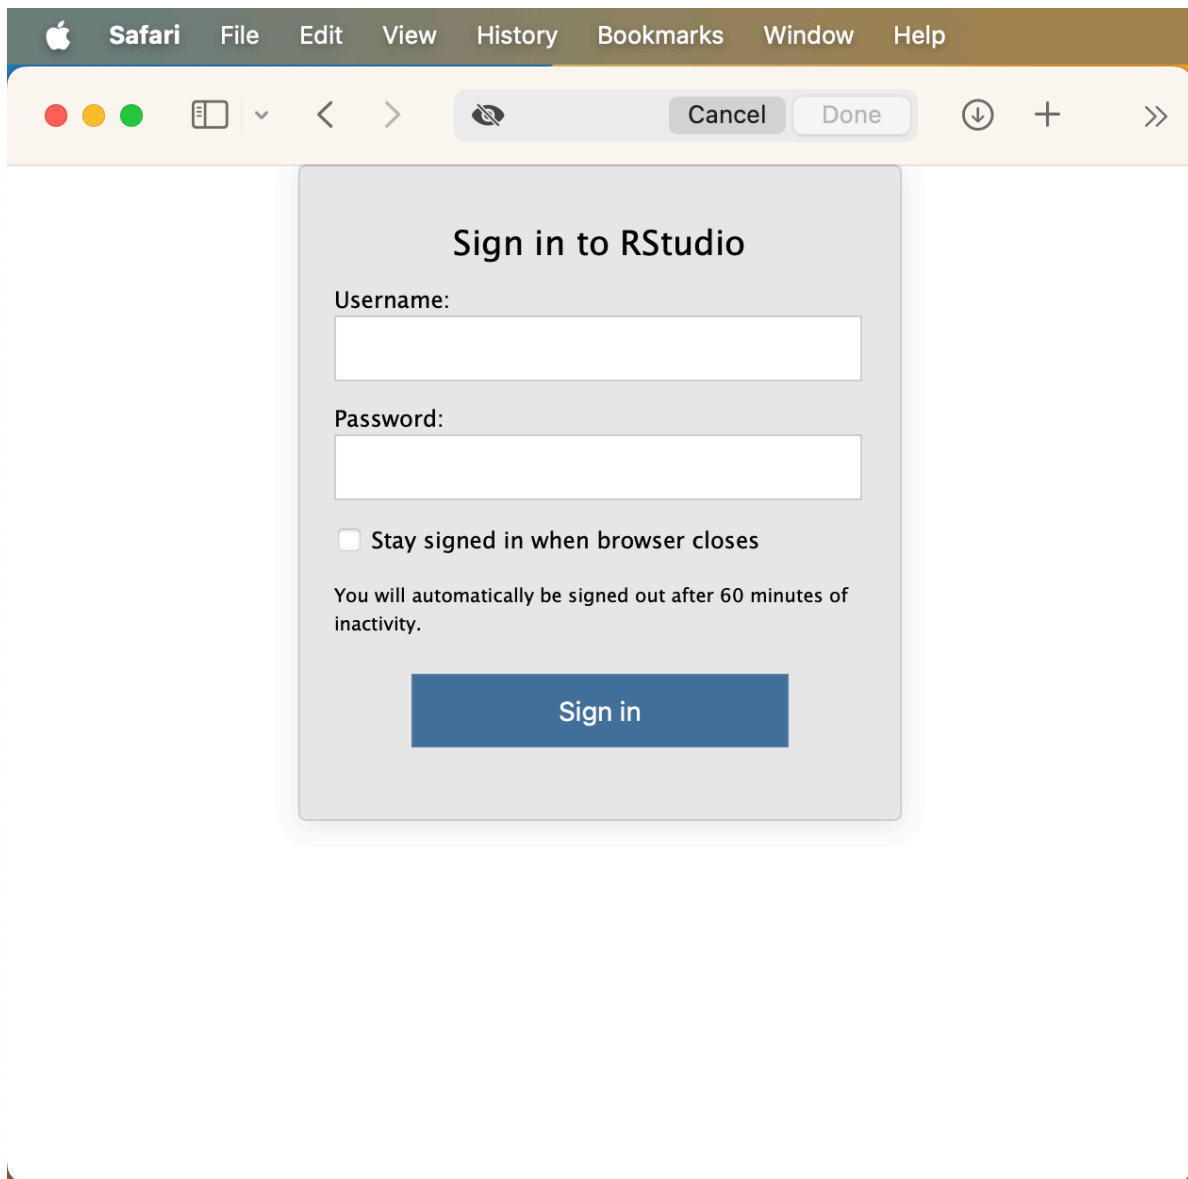 Safari File Edit View History Bookmarks Window Help
Cancel Done
Sign in to RStudio
Username:
Password:
Stay signed in when browser closes
You will automatically be signed out after 60 minutes of
inactivity.
Sign in